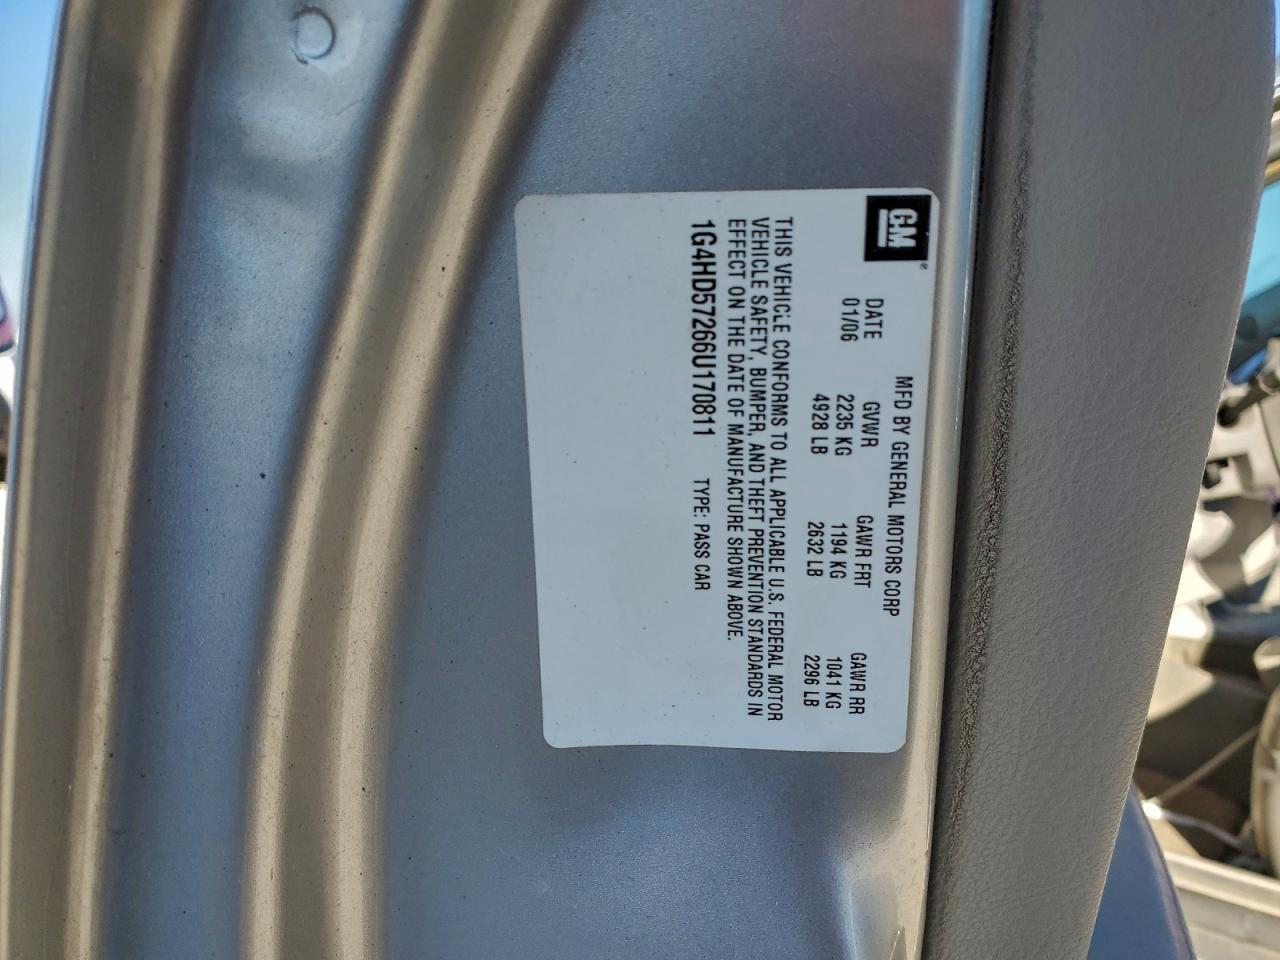 GM®
MFD BY GENERAL MOTORS CORP
DATE GVWR GAWR FRT GAWR RR
01/06 2235 KG 1194 KG 1041 KG
4928 LB 2632 LB 2296 LB
THIS VEHICLE CONFORMS TO ALL APPLICABLE U.S. FEDERAL MOTOR
VEHICLE SAFETY, BUMPER, AND THEFT PREVENTION STANDARDS IN
EFFECT ON THE DATE OF MANUFACTURE SHOWN ABOVE.
1G4HD57266U170811 TYPE: PASS CAR